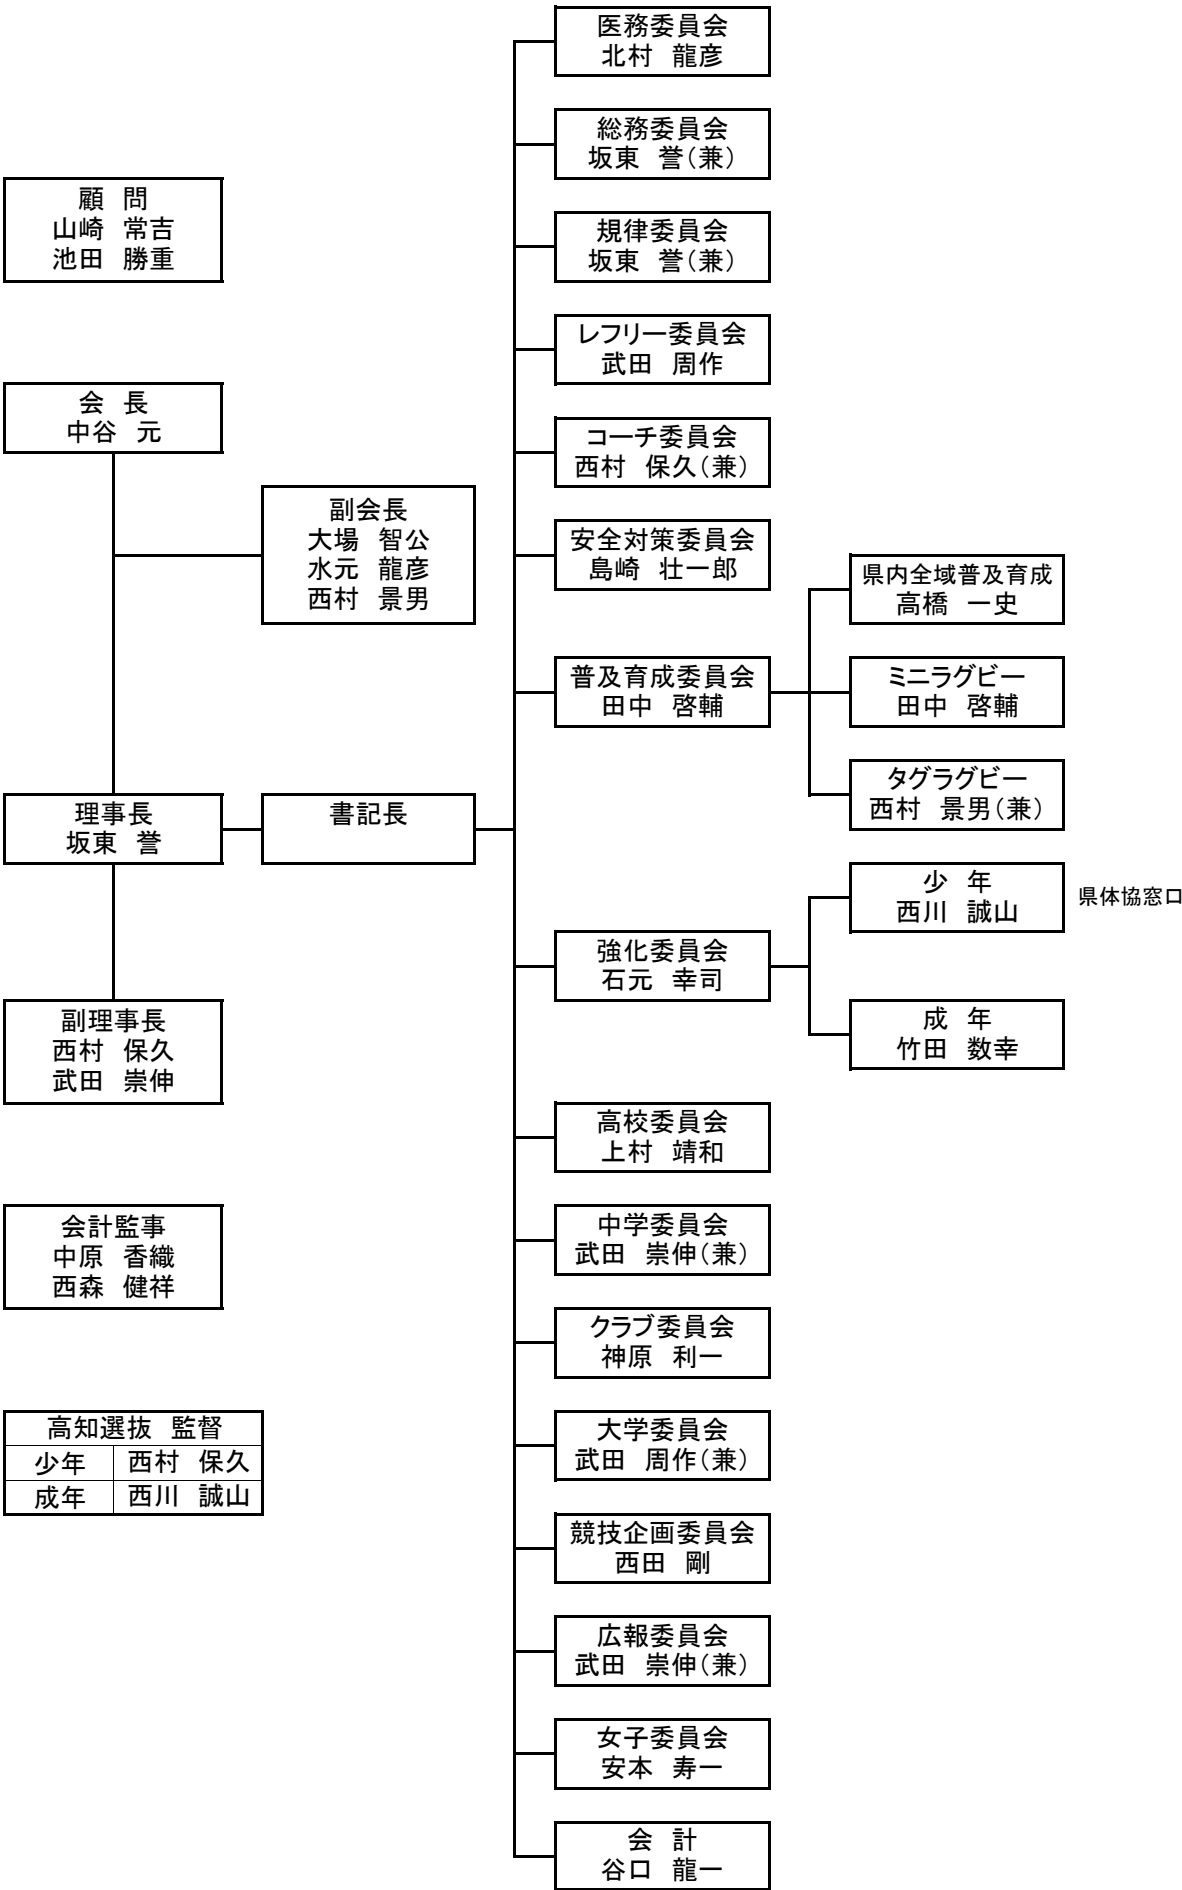 顧　問
山崎　常吉
池田　勝重
会　長
中谷　元
副会長
大場　智公
水元　龍彦
西村　景男
理事長
坂東　誉
書記長
副理事長
西村　保久
武田　崇伸
会計監事
中原　香織
西森　健祥
高知選抜　監督
少年　西村　保久
成年　西川　誠山
医務委員会
北村　龍彦
総務委員会
坂東　誉（兼）
規律委員会
坂東　誉（兼）
レフリー委員会
武田　周作
コーチ委員会
西村　保久（兼）
安全対策委員会
島崎　壮一郎
普及育成委員会
田中　啓輔
県内全域普及育成
高橋　一史
ミニラグビー
田中　啓輔
タグラグビー
西村　景男（兼）
強化委員会
石元　幸司
少　年
西川　誠山
県体協窓口
成　年
竹田　数幸
高校委員会
上村　靖和
中学委員会
武田　崇伸（兼）
クラブ委員会
神原　利一
大学委員会
武田　周作（兼）
競技企画委員会
西田　剛
広報委員会
武田　崇伸（兼）
女子委員会
安本　寿一
会　計
谷口　龍一